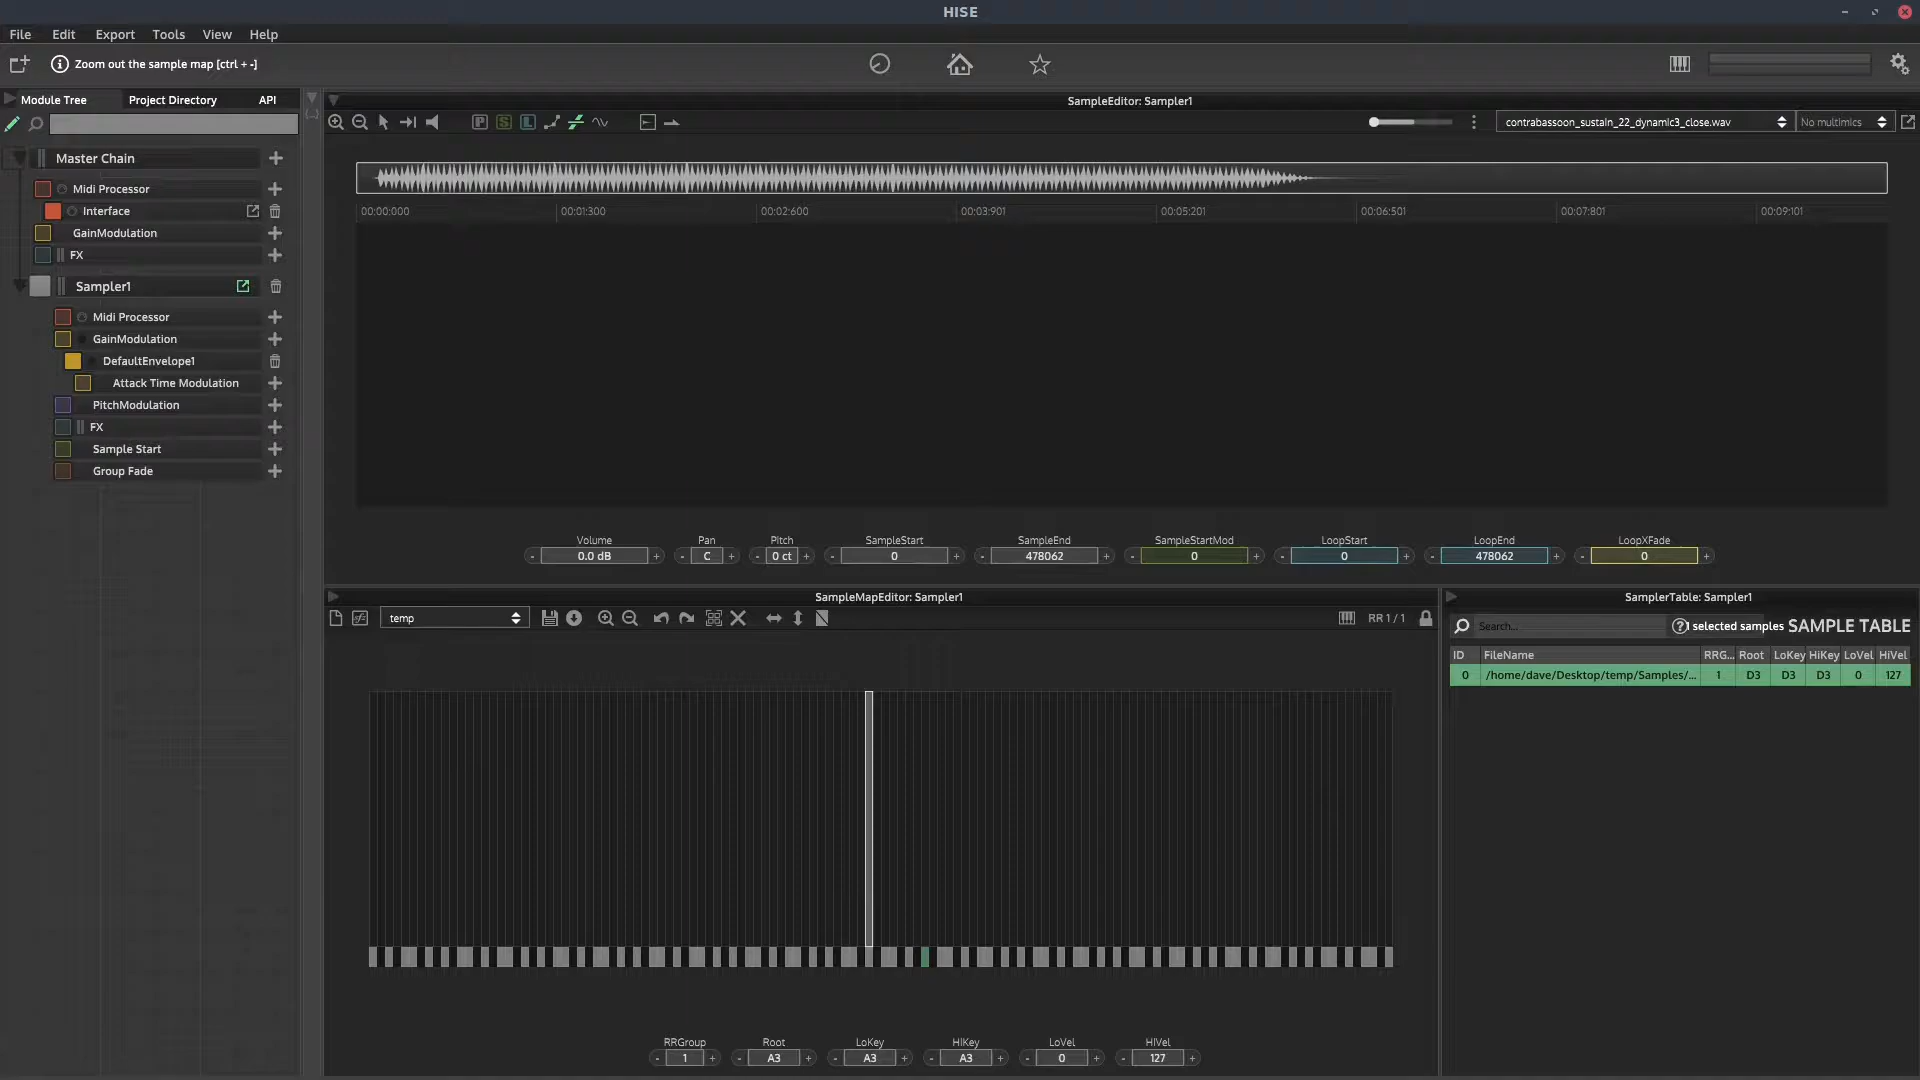 HISE
File Edit Export Tools View Help
Zoom out the sample map [ctrl + -]
Module Tree Project Directory API
Master Chain
Midi Processor
Interface
GainModulation
FX
Sampler1
Midi Processor
GainModulation
DefaultEnvelope1
Attack Time Modulation
PitchModulation
FX
Sample Start
Group Fade
SampleEditor: Sampler1
P S L contrabassoon_sustain_22_dynamic3_close.wav No multimics
00:00:000 00:01:300 00:02:600 00:03:901 00:05:201 00:06:501 00:07:801 00:09:101
Volume Pan Pitch SampleStart SampleEnd SampleStartMod LoopStart LoopEnd LoopXFade
- 0.0 dB + - C + - 0 ct + - 0 + - 478062 + - 0 + - 0 + - 478062 + - 0 +
SampleMapEditor: Sampler1
temp RR 1 / 1
RRGroup Root LoKey HiKey LoVel HiVel
- 1 + - A3 + - A3 + - A3 + - 0 + - 127 +
SamplerTable: Sampler1
Search... selected samples SAMPLE TABLE
ID FileName RRG... Root LoKey HiKey LoVel HiVel
0 /home/dave/Desktop/temp/Samples/... 1 D3 D3 D3 0 127